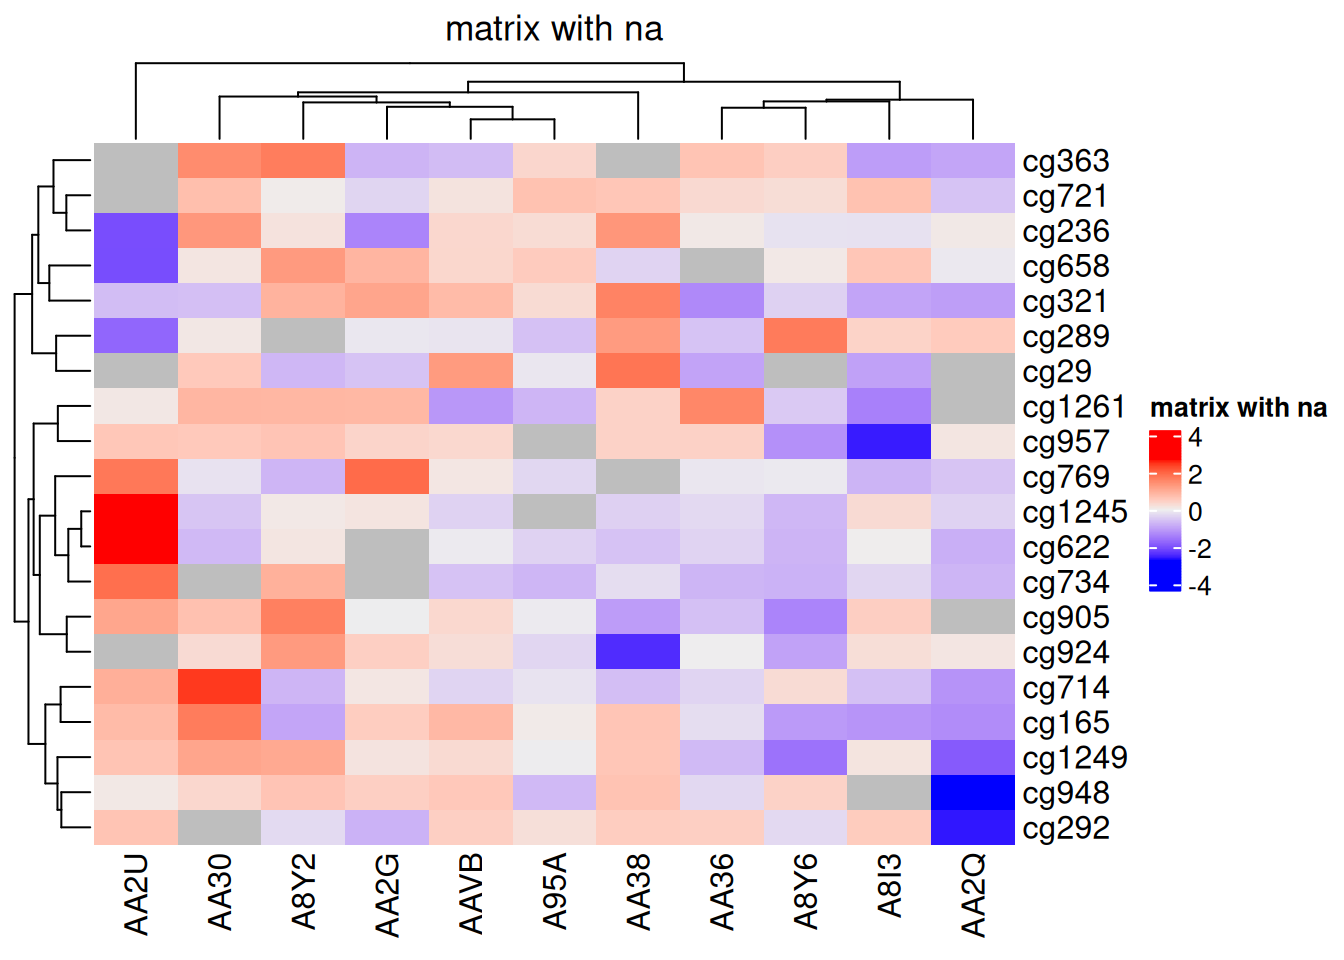 matrix with na
cg363
cg721
cg236
cg658
cg321
cg289
cg29
cg1261
cg957
cg769
cg1245
cg622
cg734
cg905
cg924
cg714
cg165
cg1249
cg948
cg292
AA2U
AA30
A8Y2
AA2G
AAVB
A95A
AA38
AA36
A8Y6
A8I3
AA2Q
matrix with na
4
2
0
-2
-4